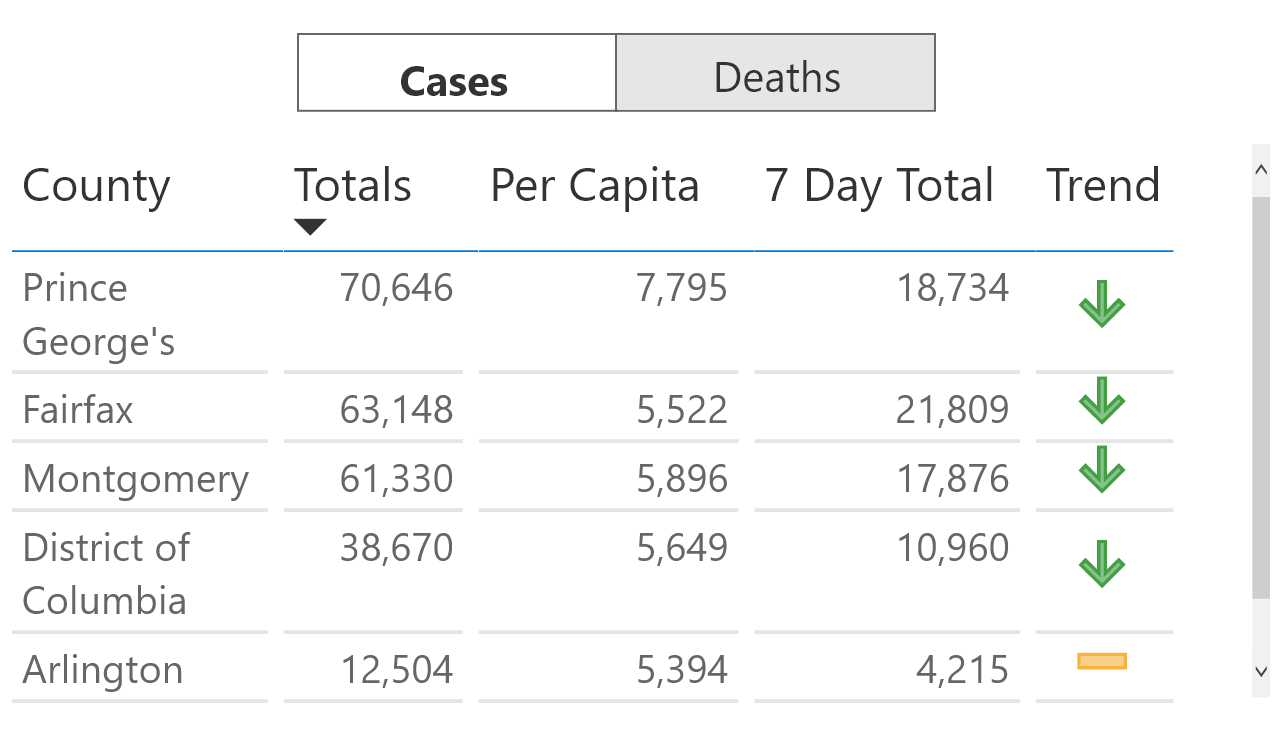 Cases Deaths
County Totals Per Capita 7 Day Total Trend
Prince 70,646 7,795 18,734
George's
Fairfax 63,148 5,522 21,809
Montgomery 61,330 5,896 17,876
District of 38,670 5,649 10,960
Columbia
Arlington 12,504 5,394 4,215